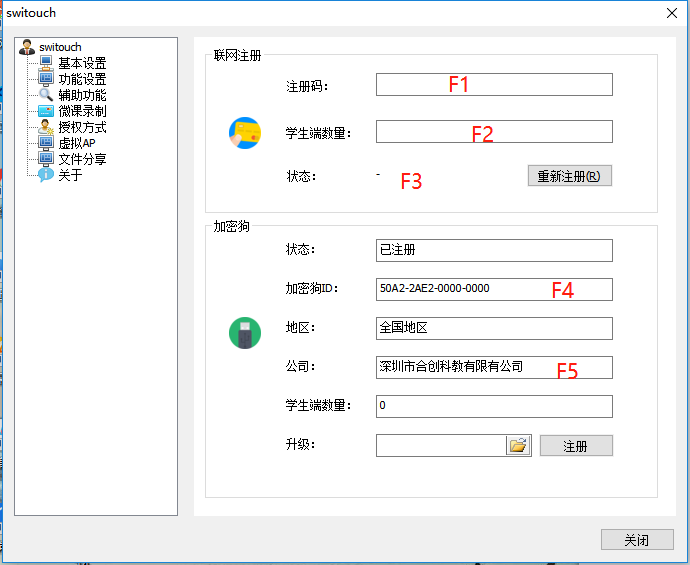 switouch
switouch
基本设置
功能设置
辅助功能
微课录制
授权方式
虚拟AP
文件分享
关于
联网注册
注册码： F1
学生端数量： F2
状态： - F3 重新注册(R)
加密狗
状态： 已注册
加密狗ID： 50A2-2AE2-0000-0000 F4
地区： 全国地区
公司： 深圳市合创科教有限有公司 F5
学生端数量： 0
升级： 注册
关闭